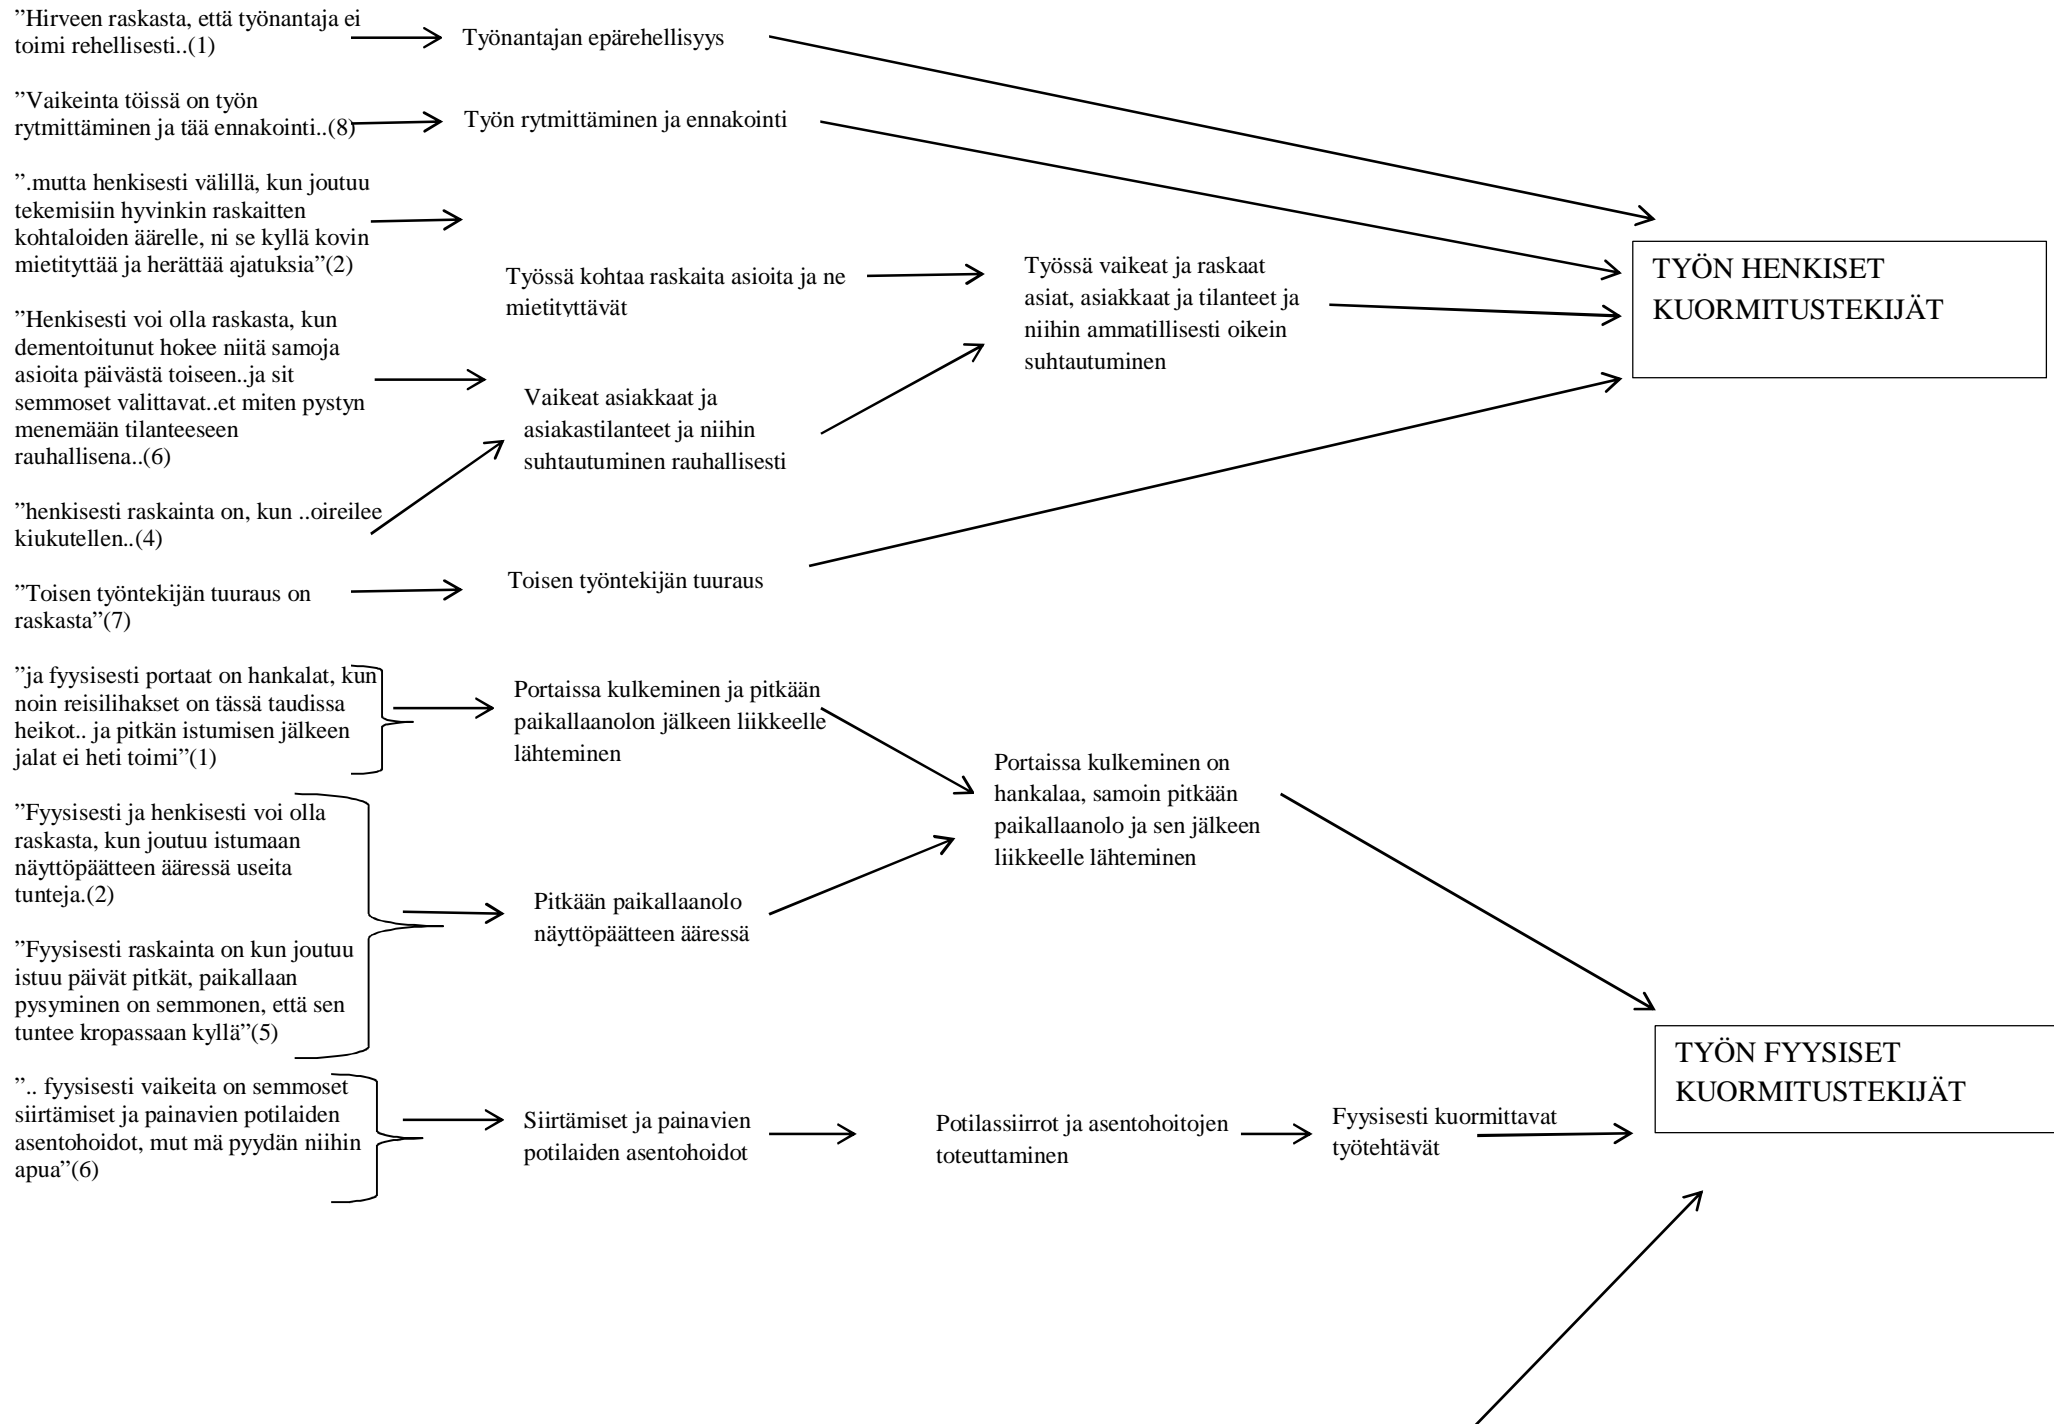 ”Hirveen raskasta, että työnantaja ei
toimi rehellisesti..(1)
”Vaikeinta töissä on työn
rytmittäminen ja tää ennakointi..(8)
”.mutta henkisesti välillä, kun joutuu
tekemisiin hyvinkin raskaitten
kohtaloiden äärelle, ni se kyllä kovin
mietityttää ja herättää ajatuksia”(2)
”Henkisesti voi olla raskasta, kun
dementoitunut hokee niitä samoja
asioita päivästä toiseen..ja sit
semmoset valittavat..et miten pystyn
menemään tilanteeseen
rauhallisena..(6)
”henkisesti raskainta on, kun ..oireilee
kiukutellen..(4)
”Toisen työntekijän tuuraus on
raskasta”(7)
”ja fyysisesti portaat on hankalat, kun
noin reisilihakset on tässä taudissa
heikot.. ja pitkän istumisen jälkeen
jalat ei heti toimi”(1)
”Fyysisesti ja henkisesti voi olla
raskasta, kun joutuu istumaan
näyttöpäätteen ääressä useita
tunteja.(2)
”Fyysisesti raskainta on kun joutuu
istuu päivät pitkät, paikallaan
pysyminen on semmonen, että sen
tuntee kropassaan kyllä”(5)
”.. fyysisesti vaikeita on semmoset
siirtämiset ja painavien potilaiden
asentohoidot, mut mä pyydän niihin
apua”(6)
Työnantajan epärehellisyys
Työn rytmittäminen ja ennakointi
Työssä kohtaa raskaita asioita ja ne
mietityttävät
Vaikeat asiakkaat ja
asiakastilanteet ja niihin
suhtautuminen rauhallisesti
Toisen työntekijän tuuraus
Portaissa kulkeminen ja pitkään
paikallaanolon jälkeen liikkeelle
lähteminen
Pitkään paikallaanolo
näyttöpäätteen ääressä
Siirtämiset ja painavien
potilaiden asentohoidot
Työssä vaikeat ja raskaat
asiat, asiakkaat ja tilanteet ja
niihin ammatillisesti oikein
suhtautuminen
Portaissa kulkeminen on
hankalaa, samoin pitkään
paikallaanolo ja sen jälkeen
liikkeelle lähteminen
Potilassiirrot ja asentohoitojen
toteuttaminen
Fyysisesti kuormittavat
työtehtävät
TYÖN HENKISET
KUORMITUSTEKIJÄT
TYÖN FYYSISET
KUORMITUSTEKIJÄT